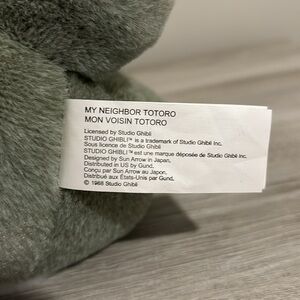 MY NEIGHBOR TOTORO
MON VOISIN TOTORO
Licensed by Studio Ghibli
STUDIO GHIBLI™ is a trademark of Studio Ghibli Inc.
Sous licence de Studio Ghibli
STUDIO GHIBLI™ est une marque déposée de Studio Ghibli Inc.
Designed by Sun Arrow in Japan.
Distributed in US by Gund.
Conçu par Sun Arrow au Japon.
Distribué aux États-Unis par Gund.
© 1988 Studio Ghibli